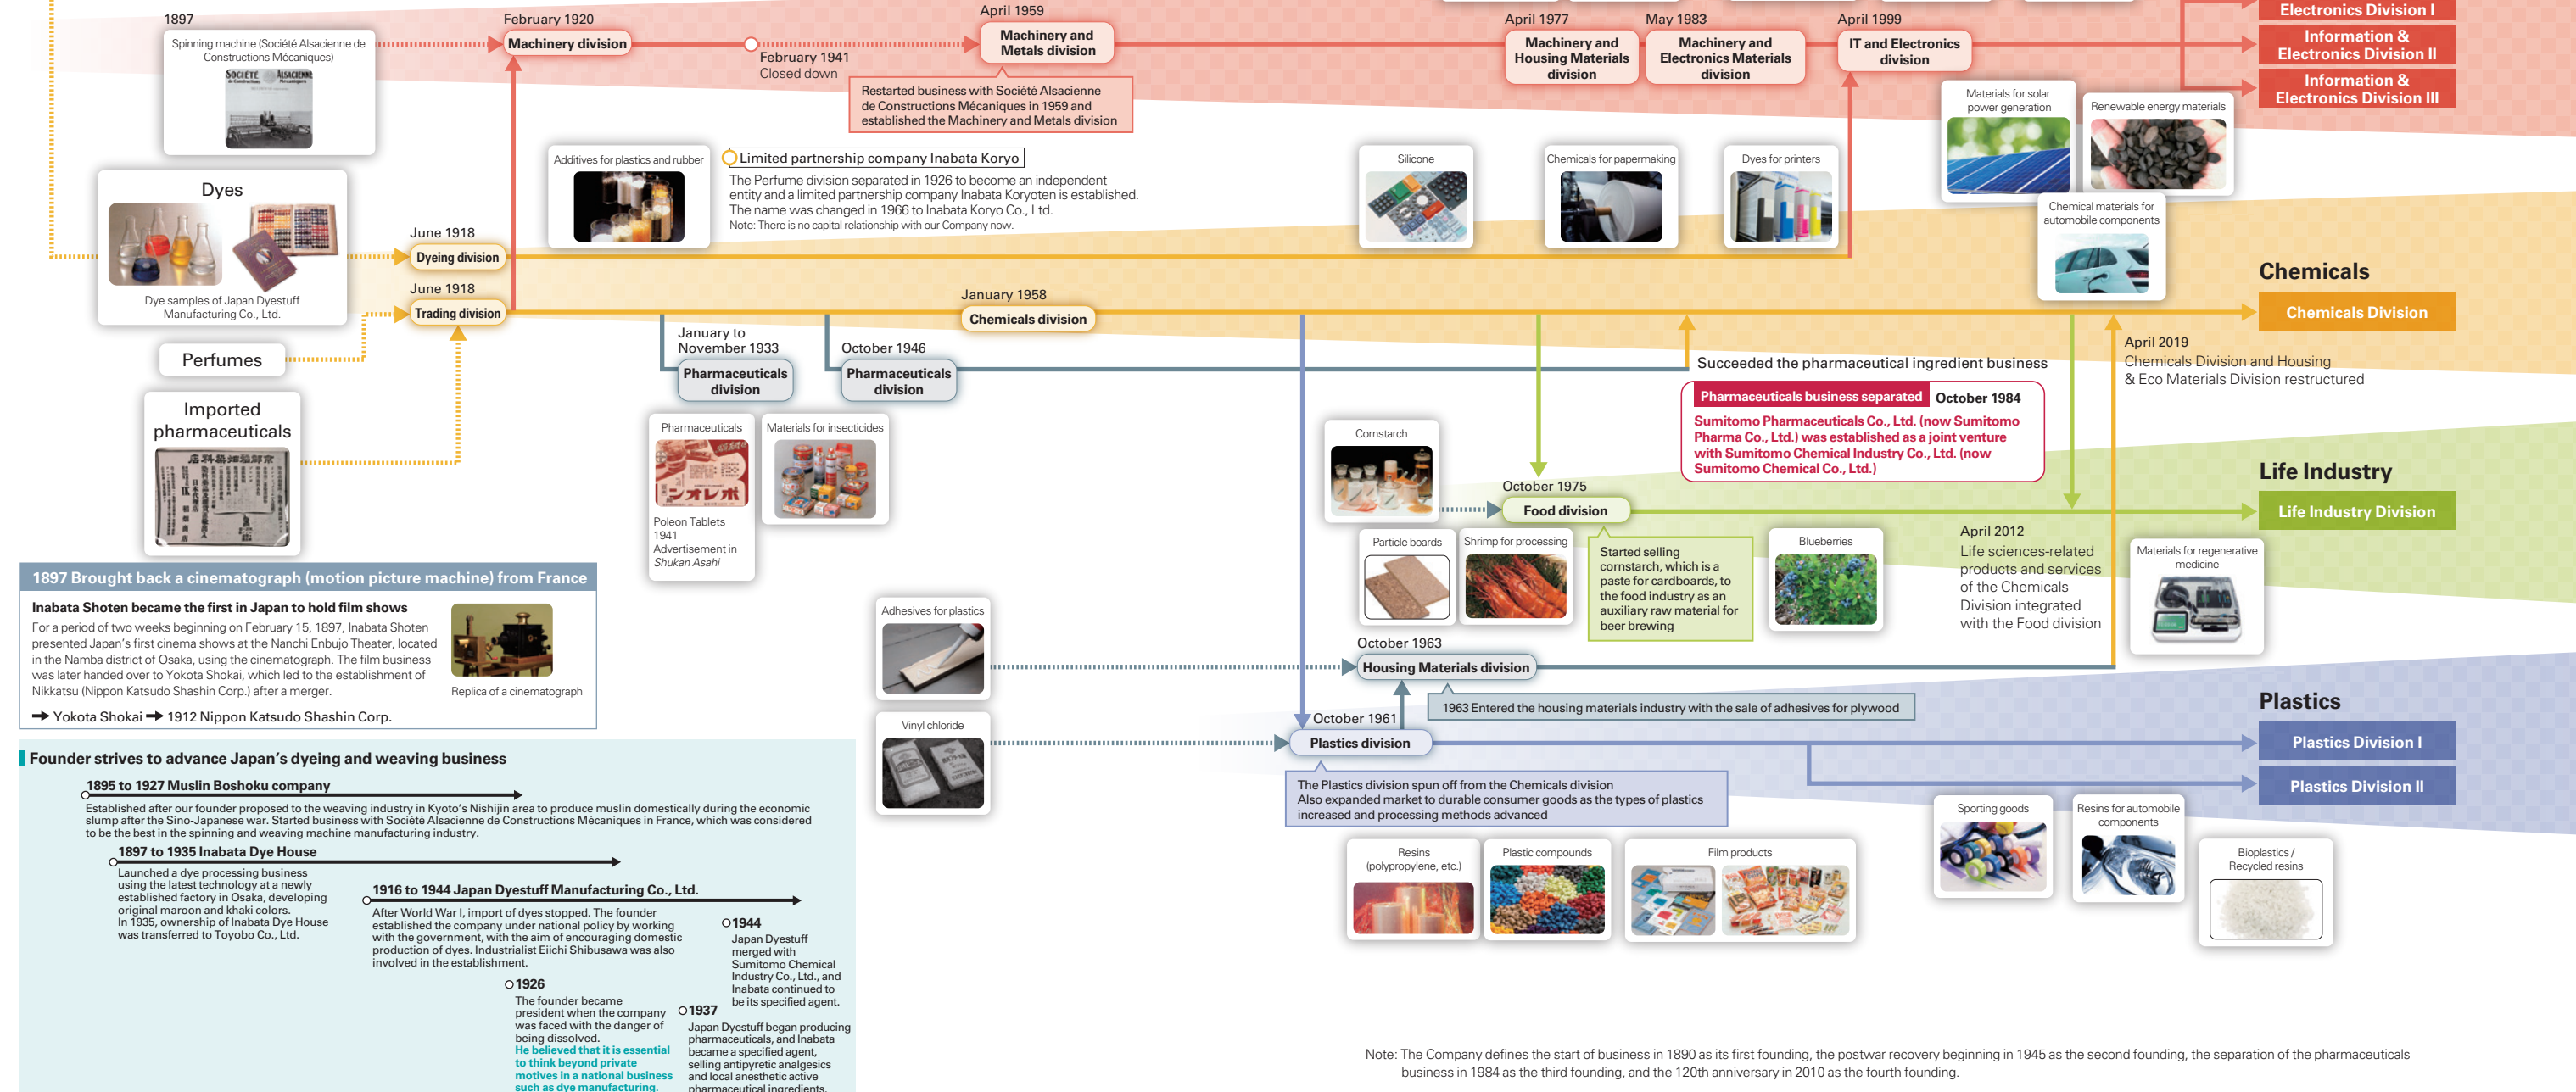 Electronics Division I
Information &
Electronics Division II
Information &
Electronics Division III
1897
Spinning machine (Société Alsacienne de
Constructions Mécaniques)
SOCIÉTÉ ALSACIENNE
de Constructions Mécaniques
February 1920
Machinery division
February 1941
Closed down
April 1959
Machinery and
Metals division
Restarted business with Société Alsacienne
de Constructions Mécaniques in 1959 and
established the Machinery and Metals division
April 1977
Machinery and
Housing Materials
division
May 1983
Machinery and
Electronics Materials
division
April 1999
IT and Electronics
division
Materials for solar
power generation
Renewable energy materials
Dyes
Dye samples of Japan Dyestuff
Manufacturing Co., Ltd.
Additives for plastics and rubber
Limited partnership company Inabata Koryo
The Perfume division separated in 1926 to become an independent
entity and a limited partnership company Inabata Koryoten is established.
The name was changed in 1966 to Inabata Koryo Co., Ltd.
Note: There is no capital relationship with our Company now.
Silicone
Chemicals for papermaking
Dyes for printers
Chemical materials for
automobile components
June 1918
Dyeing division
June 1918
Trading division
January 1958
Chemicals division
Chemicals
Chemicals Division
Perfumes
Imported
pharmaceuticals
January to
November 1933
Pharmaceuticals
division
October 1946
Pharmaceuticals
division
Succeeded the pharmaceutical ingredient business
Pharmaceuticals business separated October 1984
Sumitomo Pharmaceuticals Co., Ltd. (now Sumitomo
Pharma Co., Ltd.) was established as a joint venture
with Sumitomo Chemical Industry Co., Ltd. (now
Sumitomo Chemical Co., Ltd.)
April 2019
Chemicals Division and Housing
& Eco Materials Division restructured
Pharmaceuticals
Poleon Tablets
1941
Advertisement in
Shukan Asahi
Materials for insecticides
Cornstarch
October 1975
Food division
Life Industry
Life Industry Division
Particle boards
Shrimp for processing
Started selling
cornstarch, which is a
paste for cardboards, to
the food industry as an
auxiliary raw material for
beer brewing
Blueberries
April 2012
Life sciences-related
products and services
of the Chemicals
Division integrated
with the Food division
Materials for regenerative
medicine
1897 Brought back a cinematograph (motion picture machine) from France
Inabata Shoten became the first in Japan to hold film shows
For a period of two weeks beginning on February 15, 1897, Inabata Shoten
presented Japan's first cinema shows at the Nanchi Enbujo Theater, located
in the Namba district of Osaka, using the cinematograph. The film business
was later handed over to Yokota Shokai, which led to the establishment of
Nikkatsu (Nippon Katsudo Shashin Corp.) after a merger.
Replica of a cinematograph
Yokota Shokai 1912 Nippon Katsudo Shashin Corp.
Adhesives for plastics
Vinyl chloride
October 1963
Housing Materials division
1963 Entered the housing materials industry with the sale of adhesives for plywood
October 1961
Plastics division
The Plastics division spun off from the Chemicals division
Also expanded market to durable consumer goods as the types of plastics
increased and processing methods advanced
Plastics
Plastics Division I
Plastics Division II
Resins
(polypropylene, etc.)
Plastic compounds
Film products
Sporting goods
Resins for automobile
components
Bioplastics /
Recycled resins
Founder strives to advance Japan's dyeing and weaving business
1895 to 1927 Muslin Boshoku company
Established after our founder proposed to the weaving industry in Kyoto's Nishijin area to produce muslin domestically during the economic
slump after the Sino-Japanese war. Started business with Société Alsacienne de Constructions Mécaniques in France, which was considered
to be the best in the spinning and weaving machine manufacturing industry.
1897 to 1935 Inabata Dye House
Launched a dye processing business
using the latest technology at a newly
established factory in Osaka, developing
original maroon and khaki colors.
In 1935, ownership of Inabata Dye House
was transferred to Toyobo Co., Ltd.
1916 to 1944 Japan Dyestuff Manufacturing Co., Ltd.
After World War I, import of dyes stopped. The founder
established the company under national policy by working
with the government, with the aim of encouraging domestic
production of dyes. Industrialist Eiichi Shibusawa was also
involved in the establishment.
1944
Japan Dyestuff
merged with
Sumitomo Chemical
Industry Co., Ltd., and
Inabata continued to
be its specified agent.
1926
The founder became
president when the company
was faced with the danger of
being dissolved.
He believed that it is essential
to think beyond private
motives in a national business
such as dye manufacturing.
1937
Japan Dyestuff began producing
pharmaceuticals, and Inabata
became a specified agent,
selling antipyretic analgesics
and local anesthetic active
pharmaceutical ingredients.
Note: The Company defines the start of business in 1890 as its first founding, the postwar recovery beginning in 1945 as the second founding, the separation of the pharmaceuticals
business in 1984 as the third founding, and the 120th anniversary in 2010 as the fourth founding.